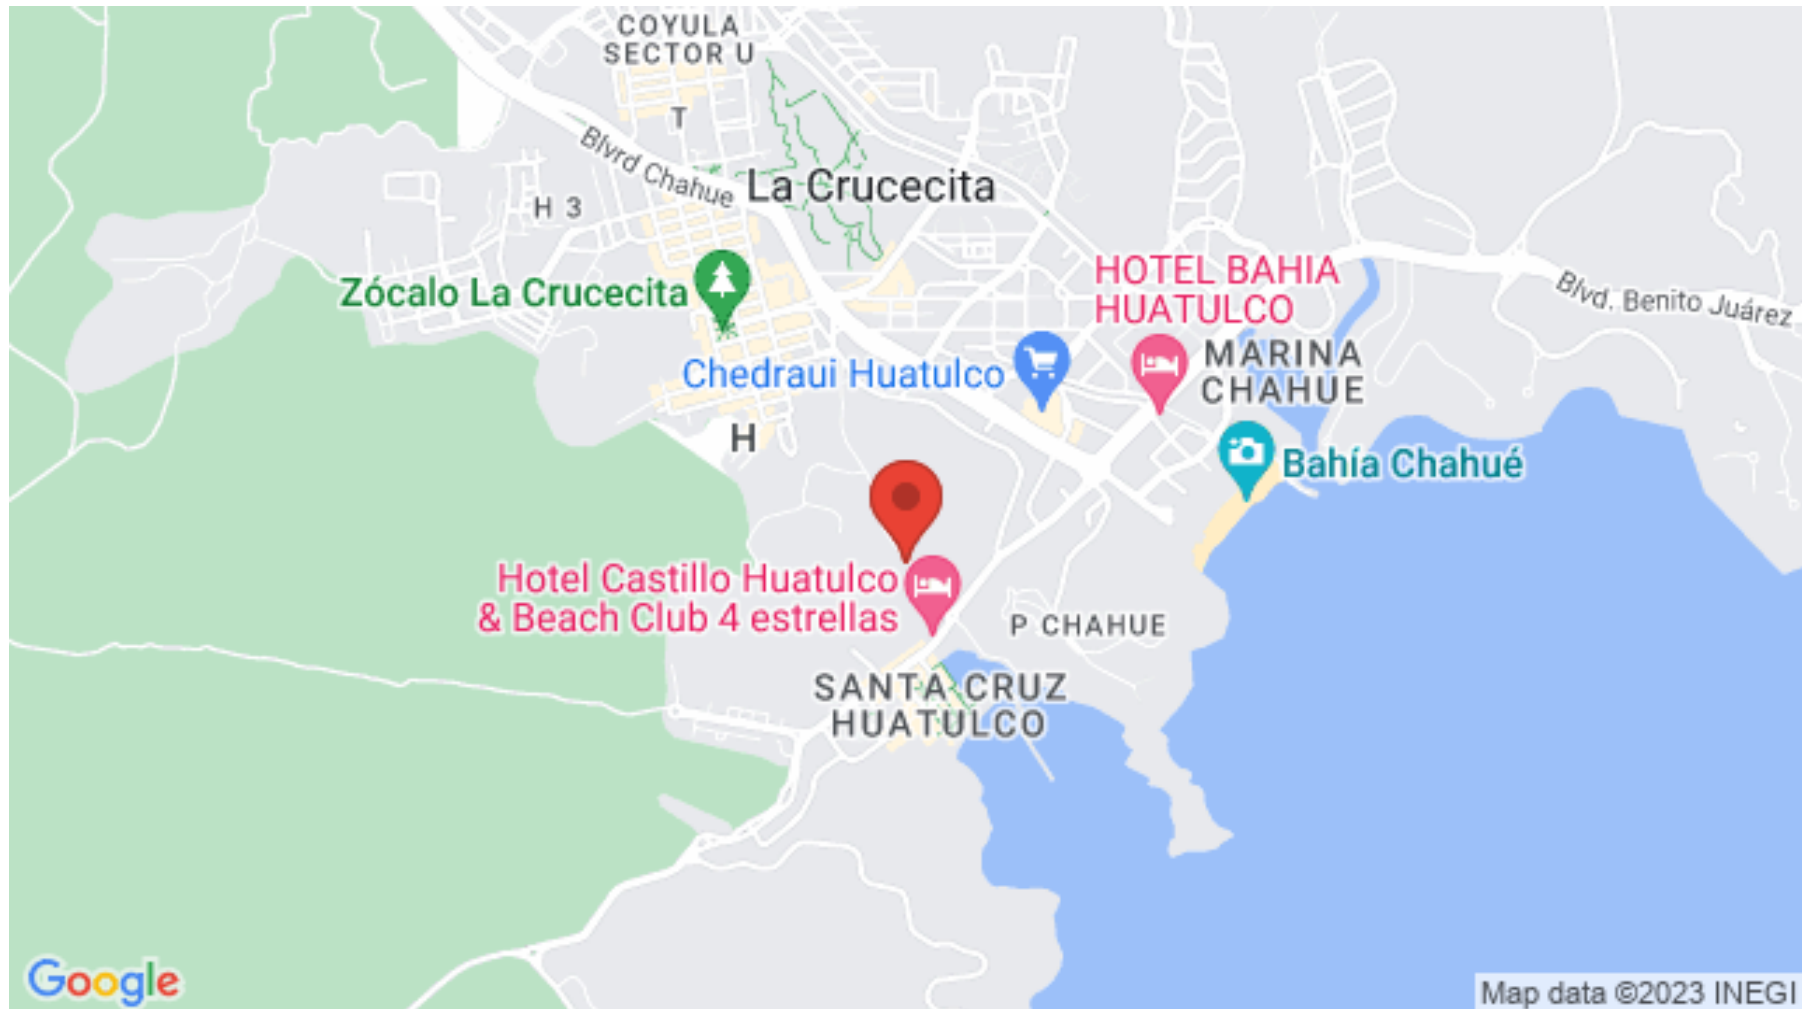 COYULA
SECTOR U
T
Blvrd Chahue
La Crucecita
H 3
Zócalo La Crucecita
HOTEL BAHIA
HUATULCO
Blvd. Benito Juárez
MARINA
CHAHUE
Chedraui Huatulco
H
Bahía Chahué
Hotel Castillo Huatulco
& Beach Club 4 estrellas
P CHAHUE
SANTA CRUZ
HUATULCO
Google
Map data ©2023 INEGI